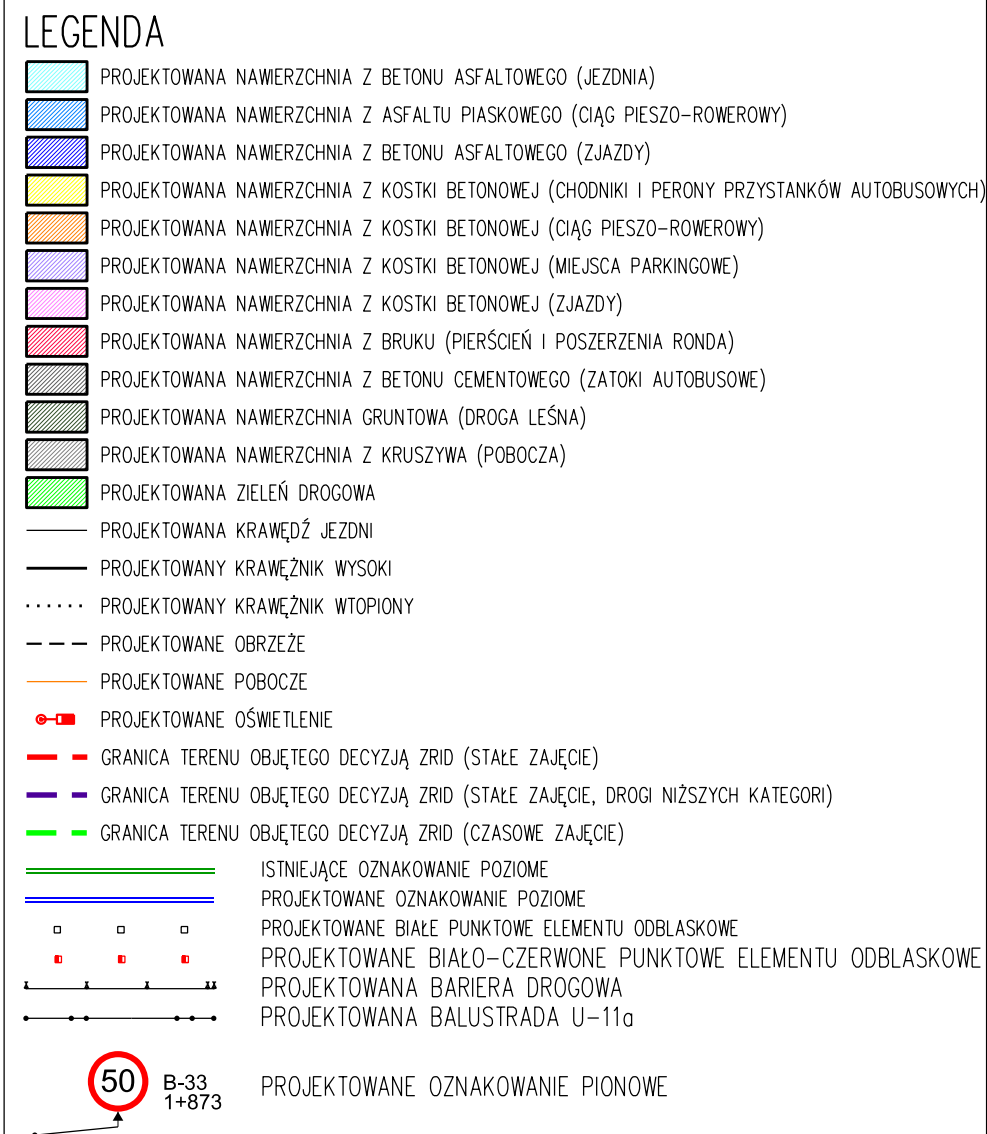 LEGENDA
PROJEKTOWANA NAWIERZCHNIA Z BETONU ASFALTOWEGO (JEZDNIA)
PROJEKTOWANA NAWIERZCHNIA Z ASFALTU PIASKOWEGO (CIĄG PIESZO-ROWEROWY)
PROJEKTOWANA NAWIERZCHNIA Z BETONU ASFALTOWEGO (ZJAZDY)
PROJEKTOWANA NAWIERZCHNIA Z KOSTKI BETONOWEJ (CHODNIKI I PERONY PRZYSTANKÓW AUTOBUSOWYCH)
PROJEKTOWANA NAWIERZCHNIA Z KOSTKI BETONOWEJ (CIĄG PIESZO-ROWEROWY)
PROJEKTOWANA NAWIERZCHNIA Z KOSTKI BETONOWEJ (MIEJSCA PARKINGOWE)
PROJEKTOWANA NAWIERZCHNIA Z KOSTKI BETONOWEJ (ZJAZDY)
PROJEKTOWANA NAWIERZCHNIA Z BRUKU (PIERŚCIEŃ I POSZERZENIA RONDA)
PROJEKTOWANA NAWIERZCHNIA Z BETONU CEMENTOWEGO (ZATOKI AUTOBUSOWE)
PROJEKTOWANA NAWIERZCHNIA GRUNTOWA (DROGA LEŚNA)
PROJEKTOWANA NAWIERZCHNIA Z KRUSZYWA (POBOCZA)
PROJEKTOWANA ZIELEŃ DROGOWA
PROJEKTOWANA KRAWĘDŹ JEZDNI
PROJEKTOWANY KRAWĘŻNIK WYSOKI
PROJEKTOWANY KRAWĘŻNIK WTOPIONY
PROJEKTOWANE OBRZEŻE
PROJEKTOWANE POBOCZE
PROJEKTOWANE OŚWIETLENIE
GRANICA TERENU OBJĘTEGO DECYZJĄ ZRID (STAŁE ZAJĘCIE)
GRANICA TERENU OBJĘTEGO DECYZJĄ ZRID (STAŁE ZAJĘCIE, DROGI NIŻSZYCH KATEGORI)
GRANICA TERENU OBJĘTEGO DECYZJĄ ZRID (CZASOWE ZAJĘCIE)
ISTNIEJĄCE OZNAKOWANIE POZIOME
PROJEKTOWANE OZNAKOWANIE POZIOME
PROJEKTOWANE BIAŁE PUNKTOWE ELEMENTU ODBLASKOWE
PROJEKTOWANE BIAŁO-CZERWONE PUNKTOWE ELEMENTU ODBLASKOWE
PROJEKTOWANA BARIERA DROGOWA
PROJEKTOWANA BALUSTRADA U-11a
50 B-33 PROJEKTOWANE OZNAKOWANIE PIONOWE
1+873